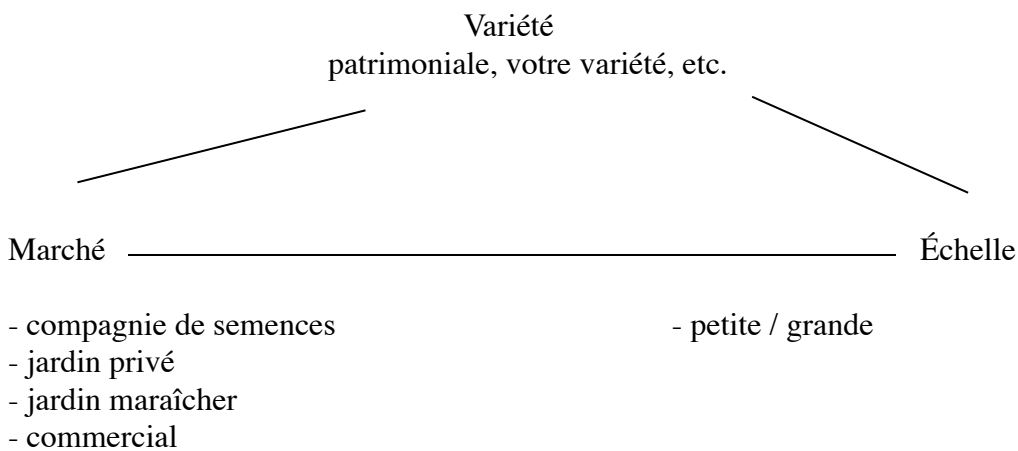 Variété
patrimoniale, votre variété, etc.
Marché
Échelle
- compagnie de semences
- jardin privé
- jardin maraîcher
- commercial
- petite / grande